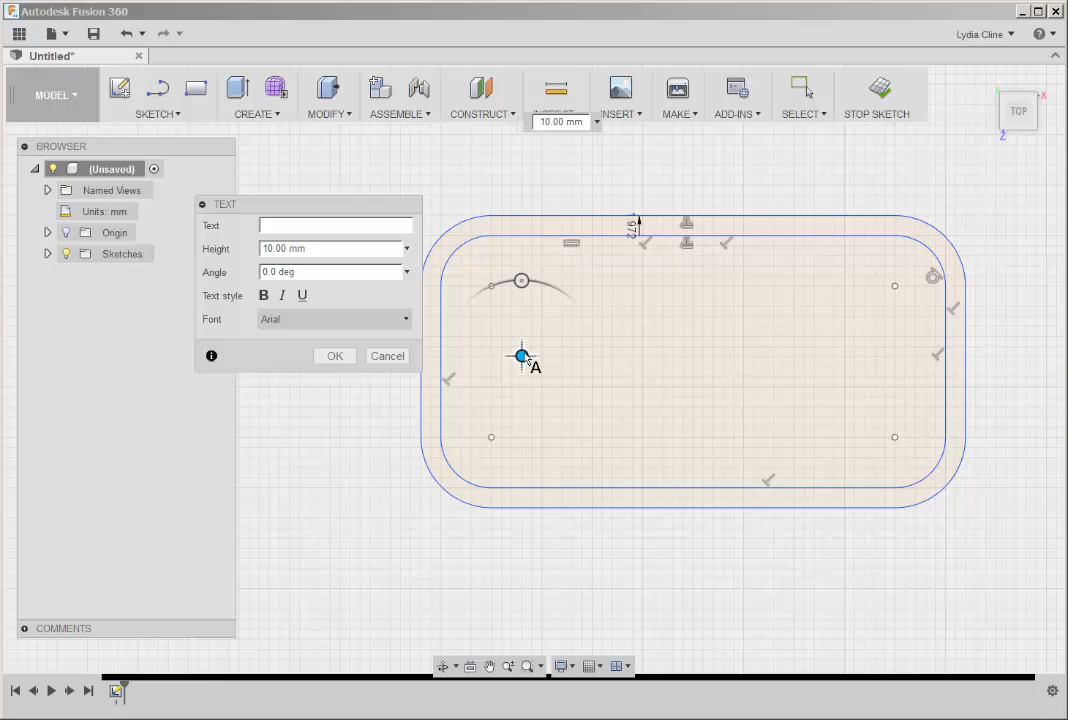 Autodesk Fusion 360
Lydia Cline
Untitled*
MODEL
SKETCH
CREATE
MODIFY
ASSEMBLE
CONSTRUCT
INSERT
MAKE
ADD-INS
SELECT
STOP SKETCH
10.00 mm
TOP
X
Z
BROWSER
(Unsaved)
Named Views
Units: mm
Origin
Sketches
TEXT
Text
Height 10.00 mm
Angle 0.0 deg
Text style B I U
Font Arial
OK Cancel
A
COMMENTS